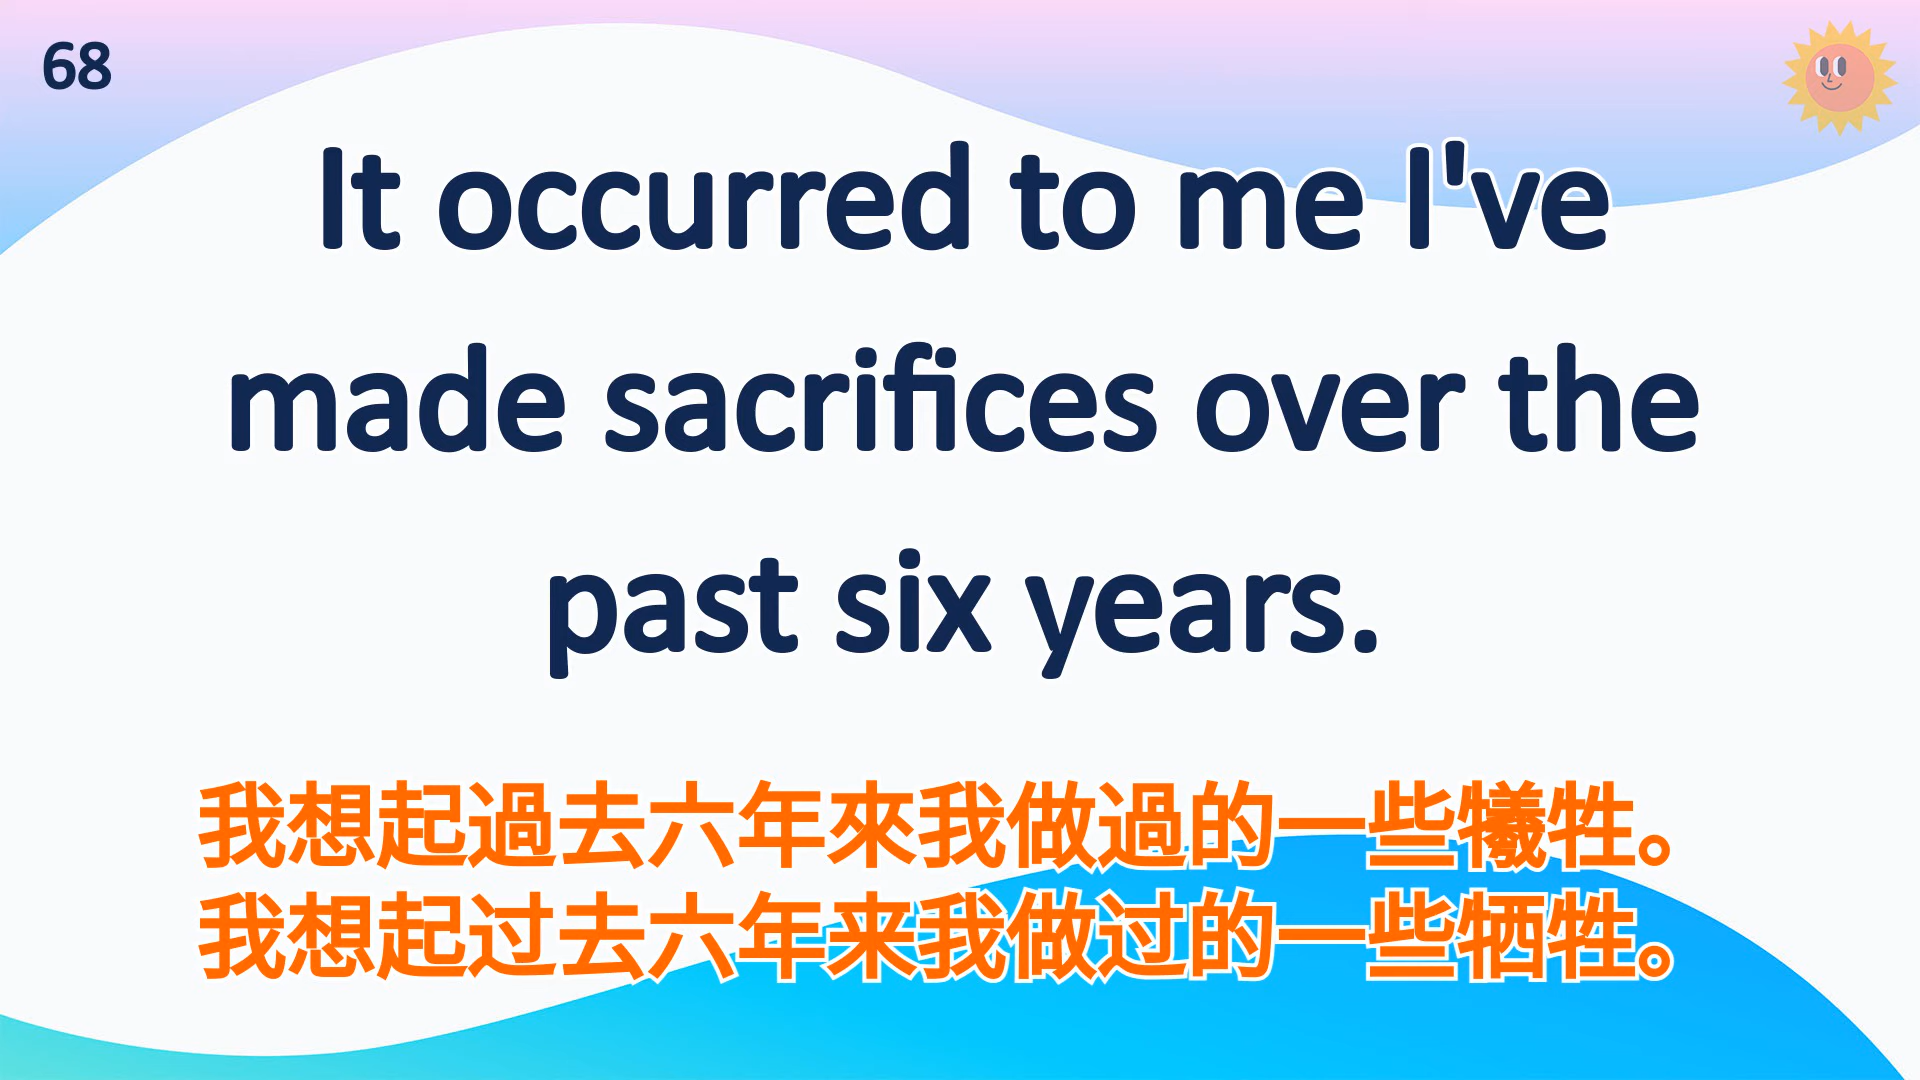 68
It occurred to me I've
made sacrifices over the
past six years.
我想起過去六年來我做過的一些犧牲。
我想起过去六年来我做过的一些牺牲。